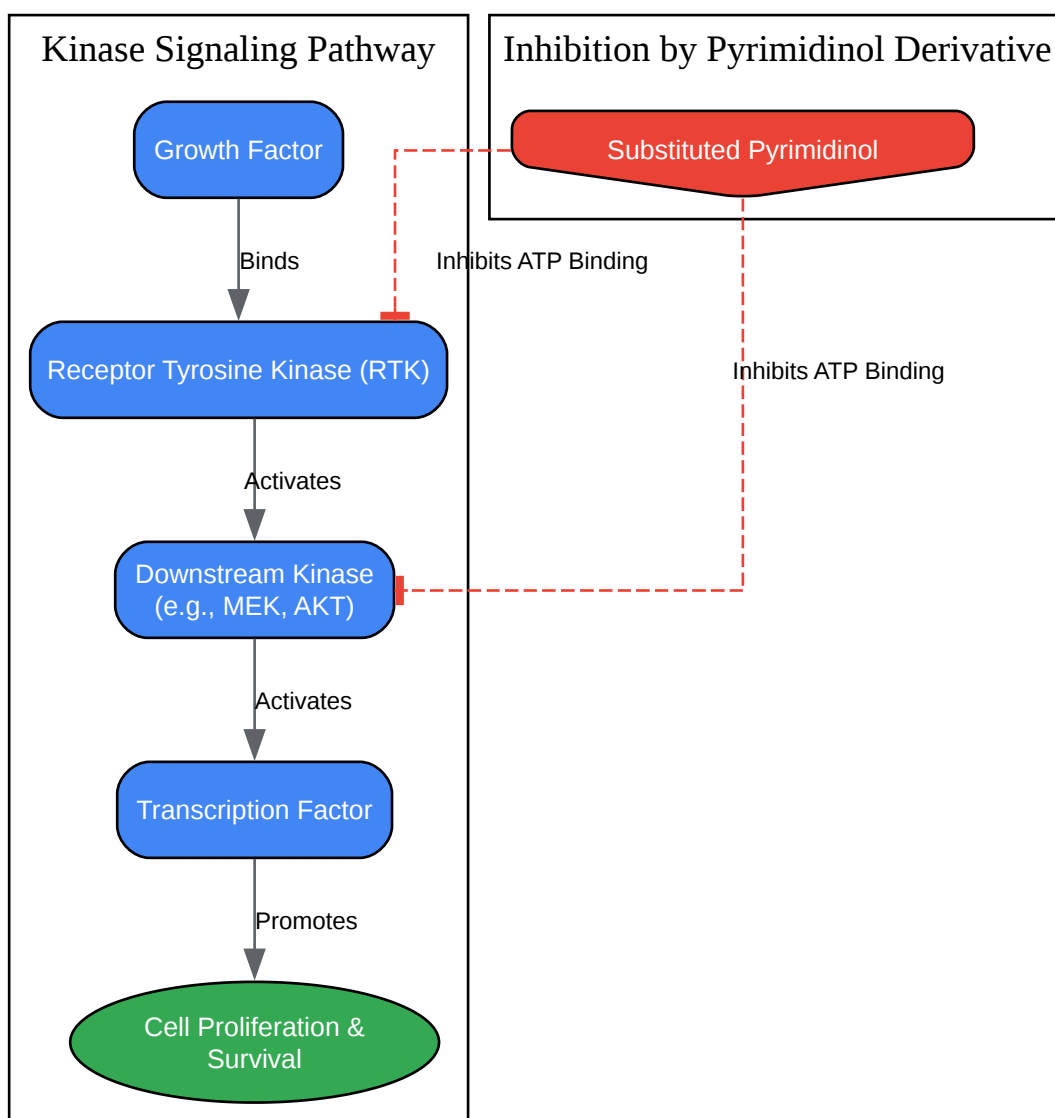 Kinase Signaling Pathway
Inhibition by Pyrimidinol Derivative
Growth Factor
Substituted Pyrimidinol
Binds
Inhibits ATP Binding
Receptor Tyrosine Kinase (RTK)
Inhibits ATP Binding
Activates
Downstream Kinase
(e.g., MEK, AKT)
Activates
Transcription Factor
Promotes
Cell Proliferation &
Survival